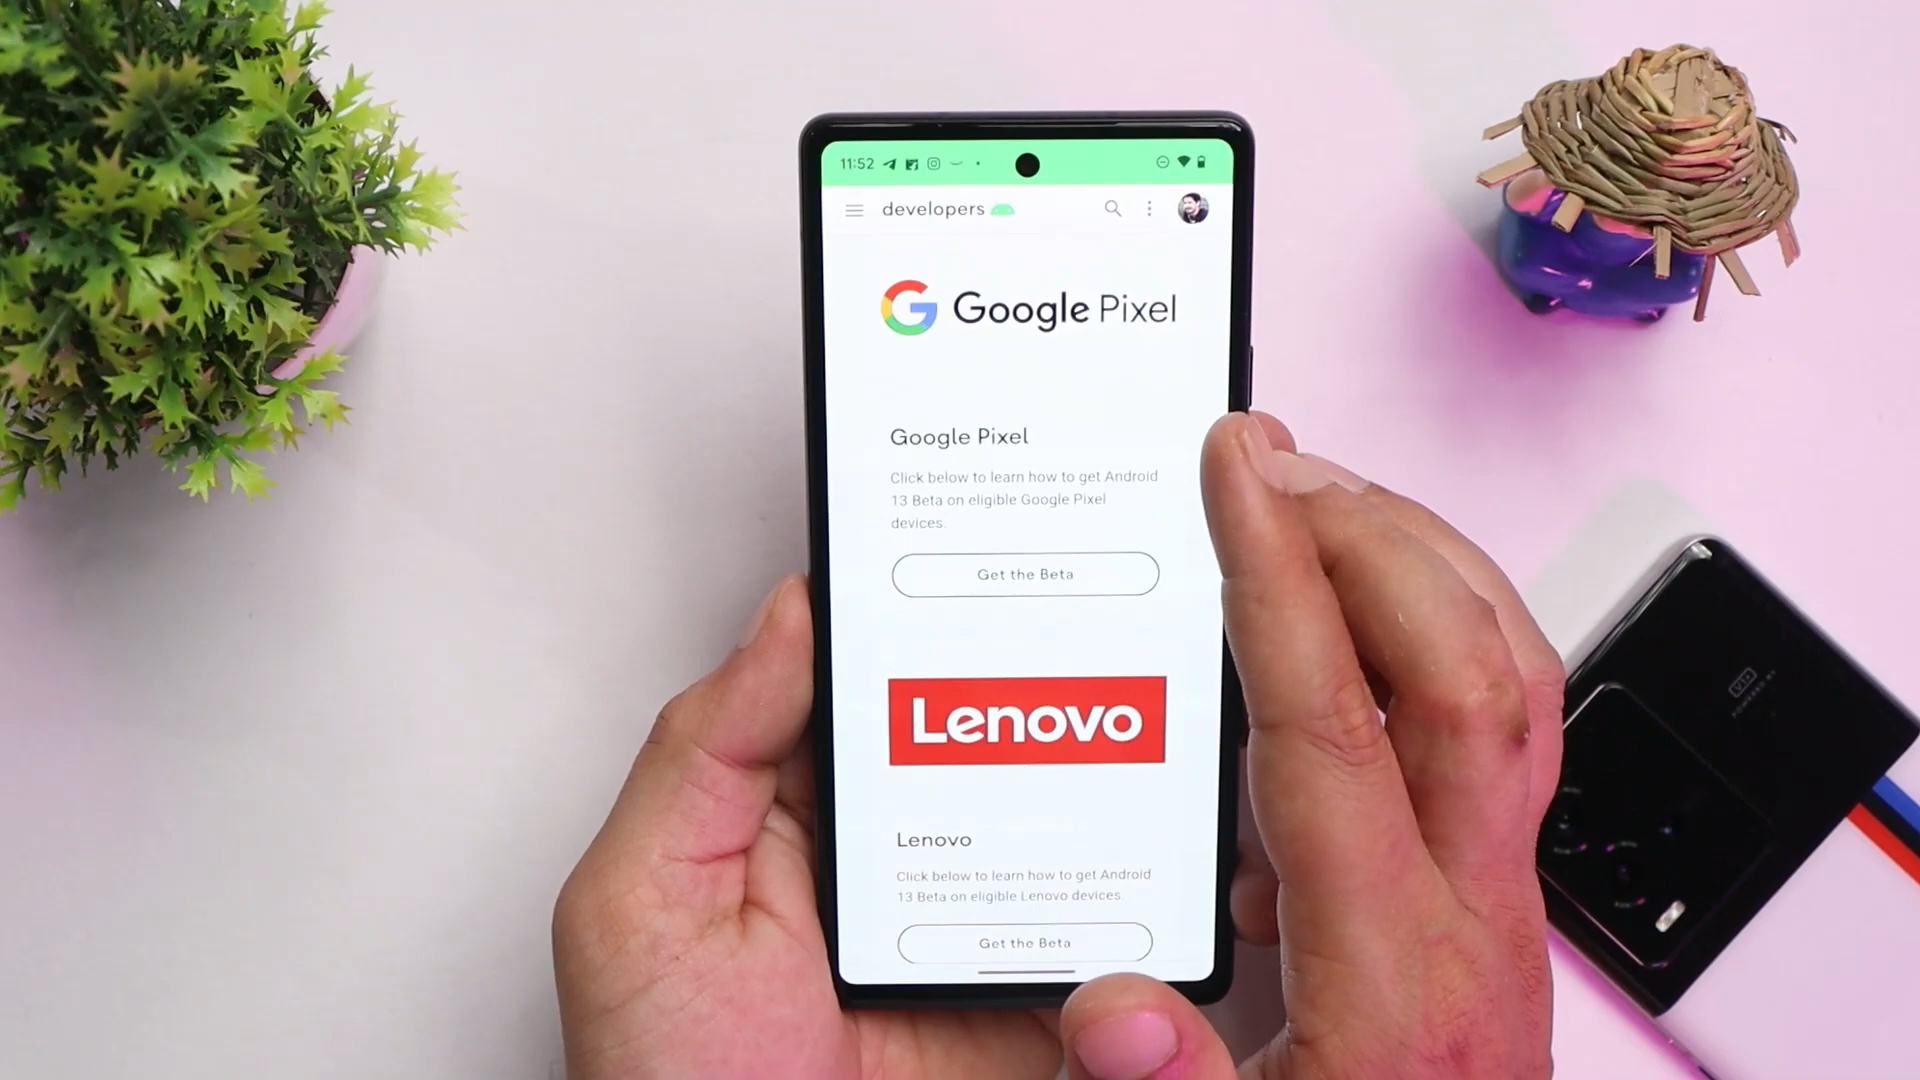 11:52
developers
Google Pixel
Google Pixel
Click below to learn how to get Android
13 Beta on eligible Google Pixel
devices.
Get the Beta
Lenovo
Lenovo
Click below to learn how to get Android
13 Beta on eligible Lenovo devices.
Get the Beta